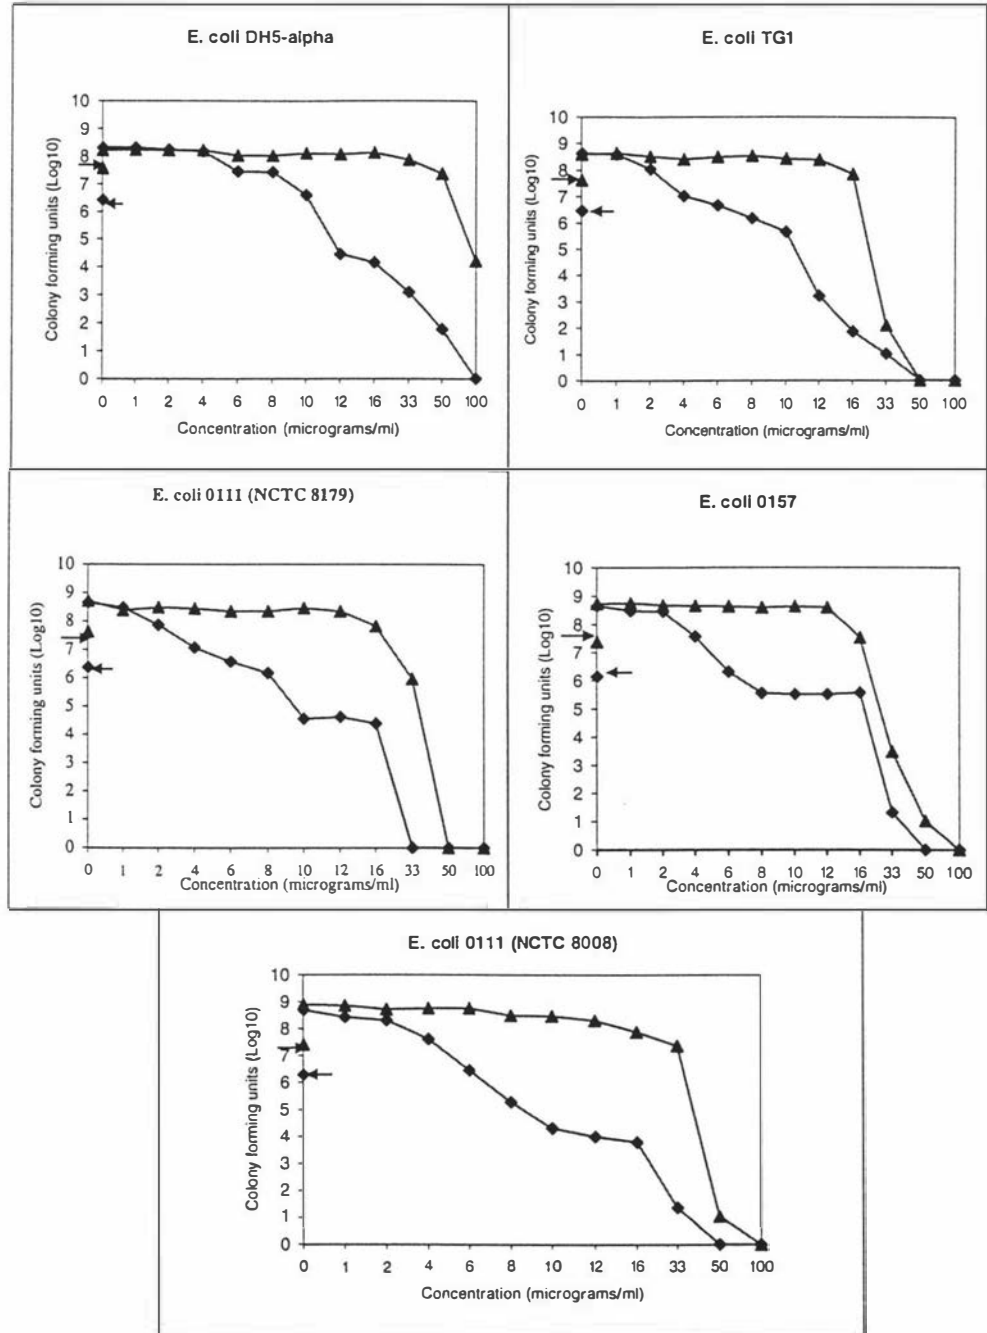 E. coli DH5-alpha
Colony forming units (Log10)
10
9
8
7
6
5
4
3
2
1
0
0 1 2 4 6 8 10 12 16 33 50 100
Concentration (micrograms/ml)
E. coli TG1
Colony forming units (Log10)
10
9
8
7
6
5
4
3
2
1
0
0 1 2 4 6 8 10 12 16 33 50 100
Concentration (micrograms/ml)
E. coli 0111 (NCTC 8179)
Colony forming units (Log10)
10
9
8
7
6
5
4
3
2
1
0
0 1 2 4 6 8 10 12 16 33 50 100
Concentration (micrograms/ml)
E. coli 0157
Colony forming units (Log10)
10
9
8
7
6
5
4
3
2
1
0
0 1 2 4 6 8 10 12 16 33 50 100
Concentration (micrograms/ml)
E. coli 0111 (NCTC 8008)
Colony forming units (Log10)
10
9
8
7
6
5
4
3
2
1
0
0 1 2 4 6 8 10 12 16 33 50 100
Concentration (micrograms/ml)